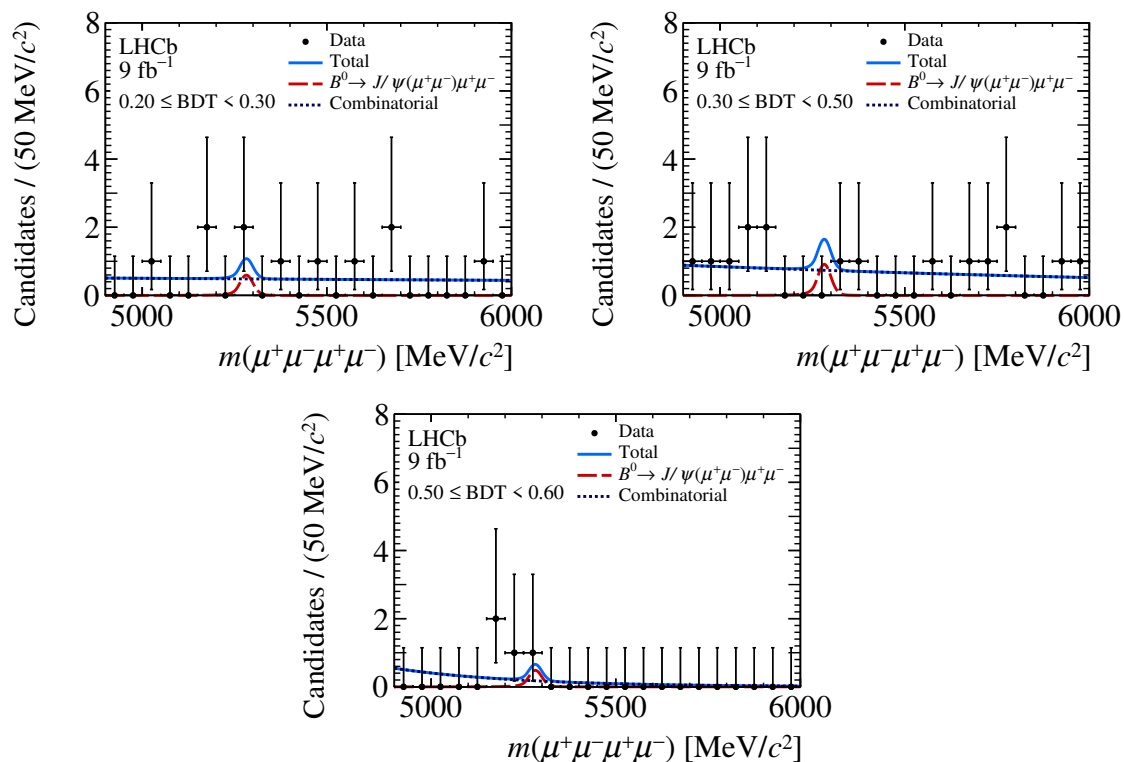 Candidates / (50 MeV/c²)
8
6
4
2
0
LHCb
9 fb⁻¹
0.20 ≤ BDT < 0.30
Data
Total
B⁰→ J/ψ(μ⁺μ⁻)μ⁺μ⁻
Combinatorial
5000 5500 6000
m(μ⁺μ⁻μ⁺μ⁻) [MeV/c²]
Candidates / (50 MeV/c²)
8
6
4
2
0
LHCb
9 fb⁻¹
0.30 ≤ BDT < 0.50
Data
Total
B⁰→ J/ψ(μ⁺μ⁻)μ⁺μ⁻
Combinatorial
5000 5500 6000
m(μ⁺μ⁻μ⁺μ⁻) [MeV/c²]
Candidates / (50 MeV/c²)
8
6
4
2
0
LHCb
9 fb⁻¹
0.50 ≤ BDT < 0.60
Data
Total
B⁰→ J/ψ(μ⁺μ⁻)μ⁺μ⁻
Combinatorial
5000 5500 6000
m(μ⁺μ⁻μ⁺μ⁻) [MeV/c²]